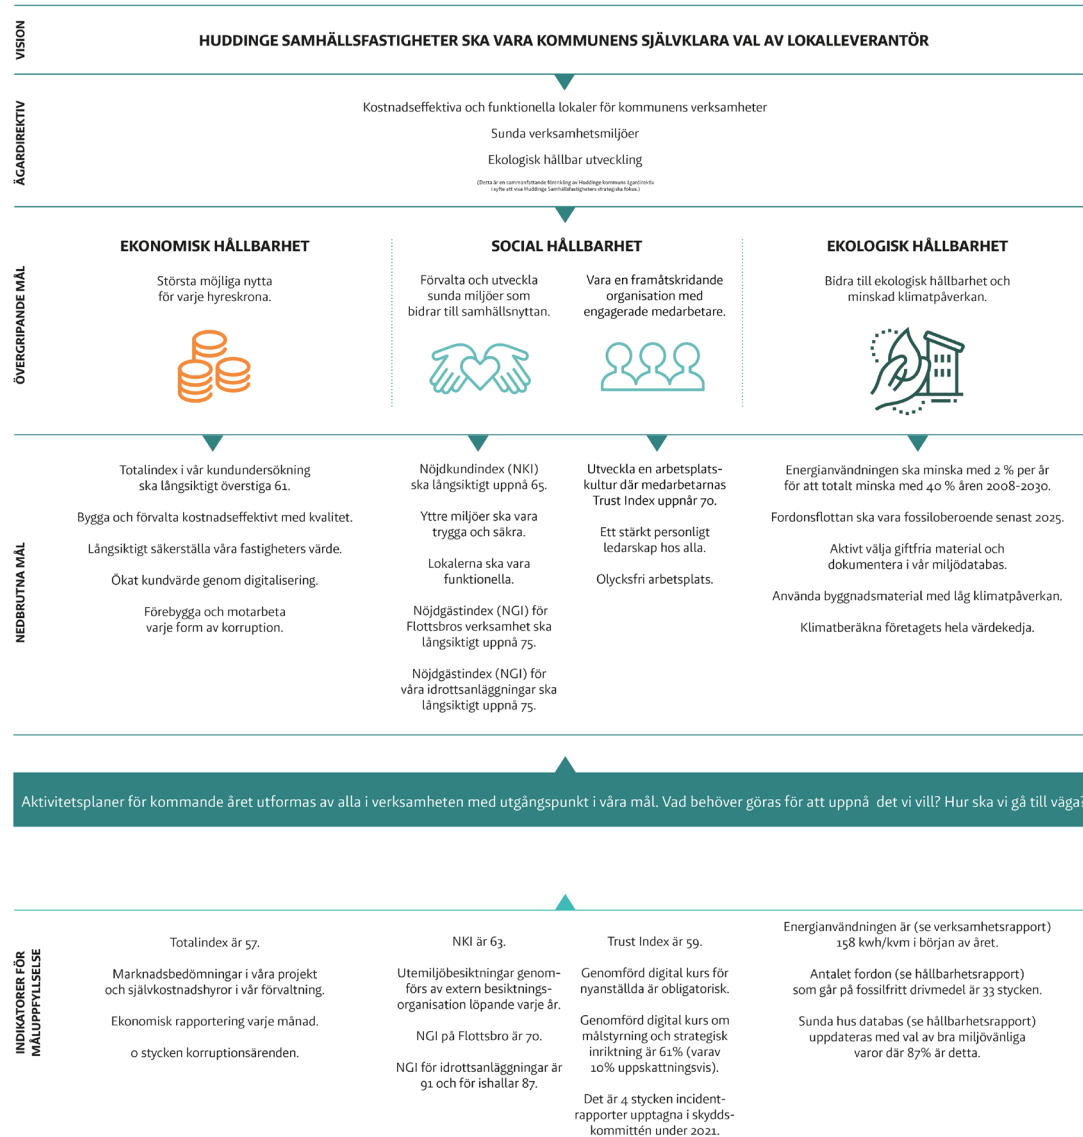 VISION
HUDDINGE SAMHÄLLSFASTIGHETER SKA VARA KOMMUNENS SJÄLVKLARA VAL AV LOKALLEVERANTÖR
ÄGARDIREKTIV
Kostnadseffektiva och funktionella lokaler för kommunens verksamheter
Sunda verksamhetsmiljöer
Ekologisk hållbar utveckling
(Detta är en sammanfattande förenkling av Huddinge kommuns ägardirektiv
i syfte att visa Huddinge Samhällsfastigheters strategiska fokus.)
ÖVERGRIPANDE MÅL
EKONOMISK HÅLLBARHET
Största möjliga nytta
för varje hyreskrona.
SOCIAL HÅLLBARHET
Förvalta och utveckla
sunda miljöer som
bidrar till samhällsnyttan.
Vara en framåtskridande
organisation med
engagerade medarbetare.
EKOLOGISK HÅLLBARHET
Bidra till ekologisk hållbarhet och
minskad klimatpåverkan.
NEDBRUTNA MÅL
Totalindex i vår kundundersökning
ska långsiktigt överstiga 61.
Bygga och förvalta kostnadseffektivt med kvalitet.
Långsiktigt säkerställa våra fastigheters värde.
Ökat kundvärde genom digitalisering.
Förebygga och motarbeta
varje form av korruption.
Nöjdkundindex (NKI)
ska långsiktigt uppnå 65.
Yttre miljöer ska vara
trygga och säkra.
Lokalerna ska vara
funktionella.
Nöjdgästindex (NGI) för
Flottsbros verksamhet ska
långsiktigt uppnå 75.
Nöjdgästindex (NGI) för
våra idrottsanläggningar ska
långsiktigt uppnå 75.
Utveckla en arbetsplats-
kultur där medarbetarnas
Trust Index uppnår 70.
Ett stärkt personligt
ledarskap hos alla.
Olycksfri arbetsplats.
Energianvändningen ska minska med 2 % per år
för att totalt minska med 40 % åren 2008-2030.
Fordonsflottan ska vara fossiloberoende senast 2025.
Aktivt välja giftfria material och
dokumentera i vår miljödatabas.
Använda byggnadsmaterial med låg klimatpåverkan.
Klimatberäkna företagets hela värdekedja.
Aktivitetsplaner för kommande året utformas av alla i verksamheten med utgångspunkt i våra mål. Vad behöver göras för att uppnå det vi vill? Hur ska vi gå till väga?
INDIKATORER FÖR
MÅLUPPFYLLSELSE
Totalindex är 57.
Marknadsbedömningar i våra projekt
och självkostnadshyror i vår förvaltning.
Ekonomisk rapportering varje månad.
0 stycken korruptionsärenden.
NKI är 63.
Utemiljöbesiktningar genom-
förs av extern besiktnings-
organisation löpande varje år.
NGI på Flottsbro är 70.
NGI för idrottsanläggningar är
91 och för ishallar 87.
Trust Index är 59.
Genomförd digital kurs för
nyanställda är obligatorisk.
Genomförd digital kurs om
målstyrning och strategisk
inriktning är 61% (varav
10% uppskattningsvis).
Det är 4 stycken incident-
rapporter upptagna i skydds-
kommittén under 2021.
Energianvändningen är (se verksamhetsrapport)
158 kwh/kvm i början av året.
Antalet fordon (se hållbarhetsrapport)
som går på fossilfritt drivmedel är 33 stycken.
Sunda hus databas (se hållbarhetsrapport)
uppdateras med val av bra miljövänliga
varor där 87% är detta.